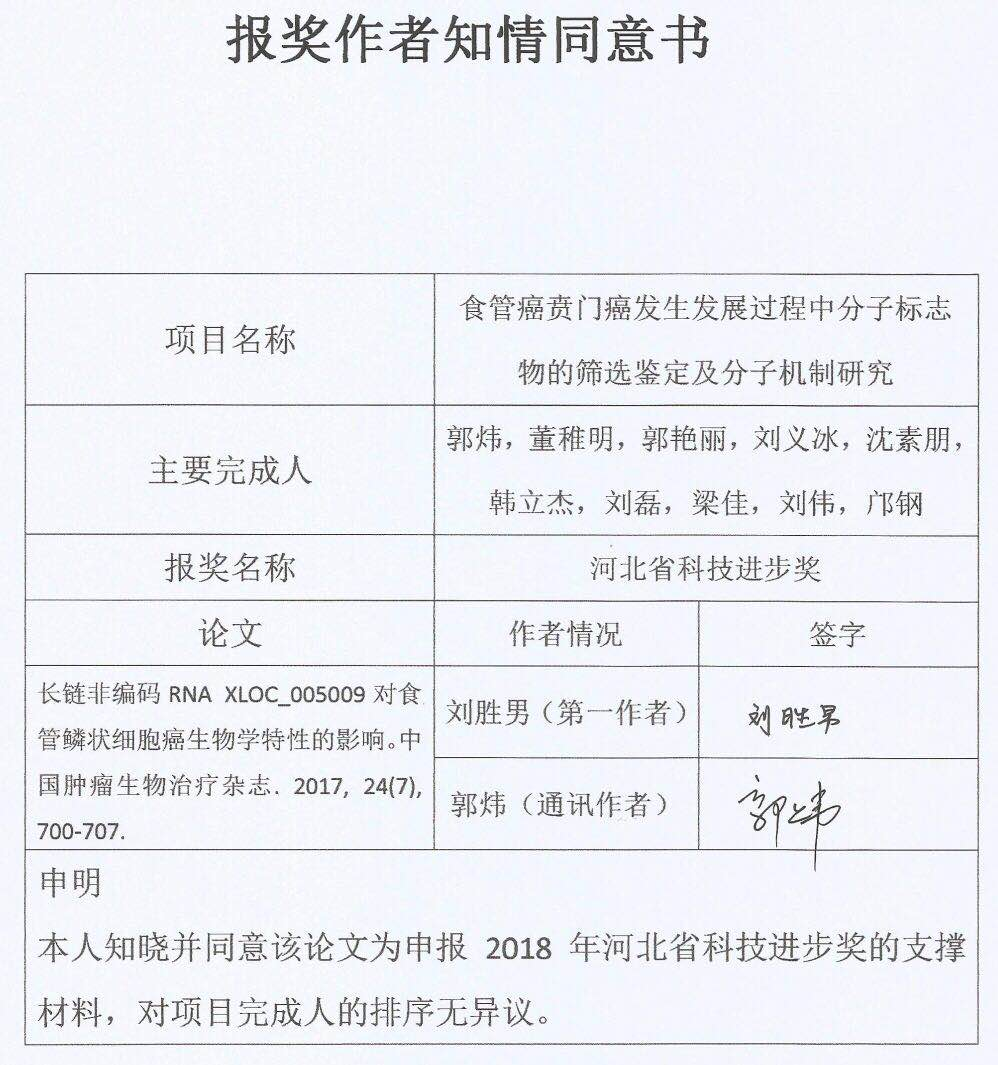 报奖作者知情同意书
项目名称
食管癌贲门癌发生发展过程中分子标志
物的筛选鉴定及分子机制研究
主要完成人
郭炜，董稚明，郭艳丽，刘义冰，沈素朋，
韩立杰，刘磊，梁佳，刘伟，邝钢
报奖名称
河北省科技进步奖
论文
作者情况
签字
长链非编码 RNA XLOC_005009 对食
管鳞状细胞癌生物学特性的影响。中
国肿瘤生物治疗杂志. 2017, 24(7),
700-707.
刘胜男（第一作者）
刘胜男
郭炜（通讯作者）
郭炜
申明
本人知晓并同意该论文为申报 2018 年河北省科技进步奖的支撑
材料，对项目完成人的排序无异议。